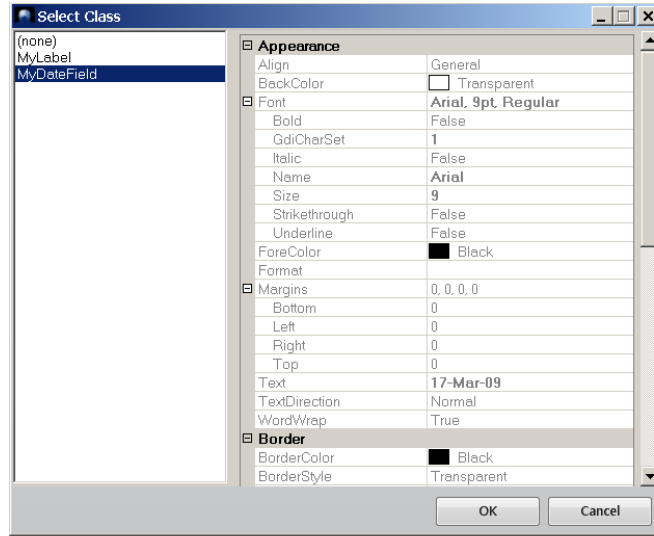 Select Class
(none)
MyLabel
MyDateField
Appearance
Align General
BackColor Transparent
Font Arial, 9pt, Regular
Bold False
GdiCharSet 1
Italic False
Name Arial
Size 9
Strikethrough False
Underline False
ForeColor Black
Format
Margins 0, 0, 0, 0
Bottom 0
Left 0
Right 0
Top 0
Text 17-Mar-09
TextDirection Normal
WordWrap True
Border
BorderColor Black
BorderStyle Transparent
OK Cancel